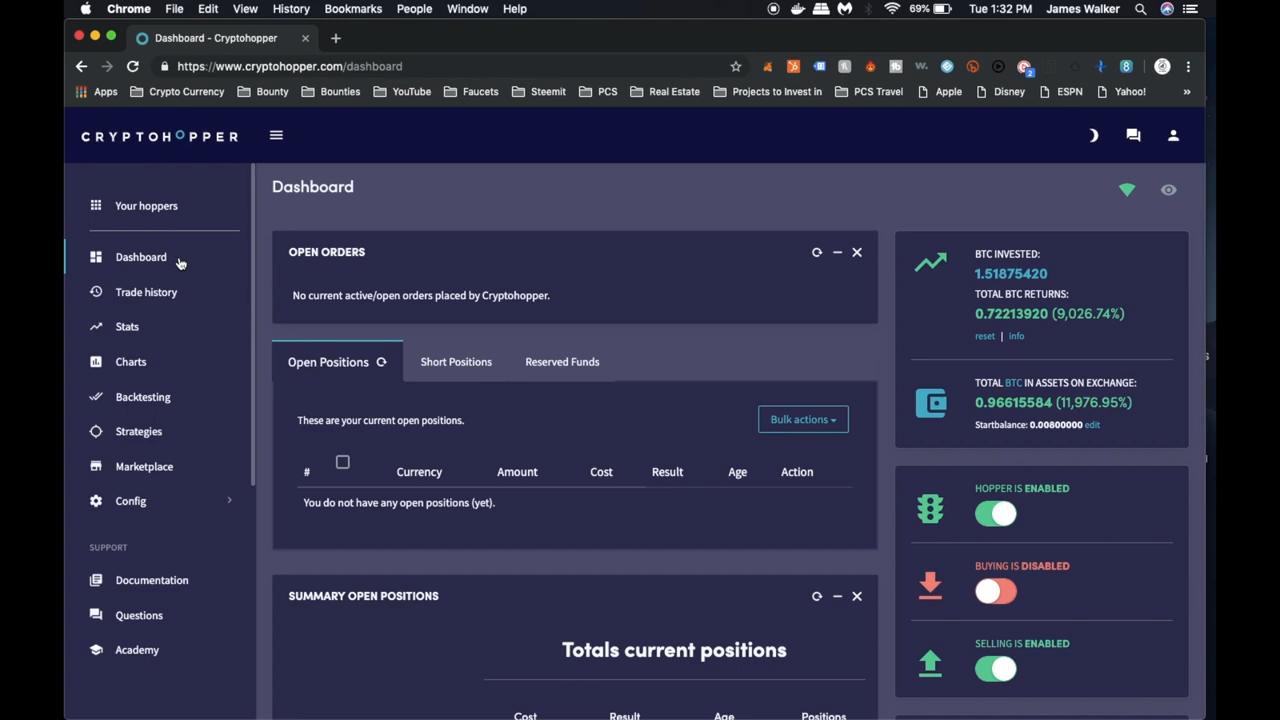 Chrome File Edit View History Bookmarks People Window Help 69% Tue 1:32 PM James Walker
Dashboard - Cryptohopper
https://www.cryptohopper.com/dashboard
Apps Crypto Currency Bounty Bounties YouTube Faucets Steemit PCS Real Estate Projects to Invest in PCS Travel Apple Disney ESPN Yahoo! »
CRYPTOHOPPER
Your hoppers
Dashboard
Trade history
Stats
Charts
Backtesting
Strategies
Marketplace
Config
SUPPORT
Documentation
Questions
Academy
Dashboard
OPEN ORDERS
No current active/open orders placed by Cryptohopper.
Open Positions Short Positions Reserved Funds
These are your current open positions.
Bulk actions
# Currency Amount Cost Result Age Action
You do not have any open positions (yet).
SUMMARY OPEN POSITIONS
Totals current positions
Cost Result Age Positions
BTC INVESTED:
1.51875420
TOTAL BTC RETURNS:
0.72213920 (9,026.74%)
reset | info
TOTAL BTC IN ASSETS ON EXCHANGE:
0.96615584 (11,976.95%)
Startbalance: 0.00800000 edit
HOPPER IS ENABLED
BUYING IS DISABLED
SELLING IS ENABLED